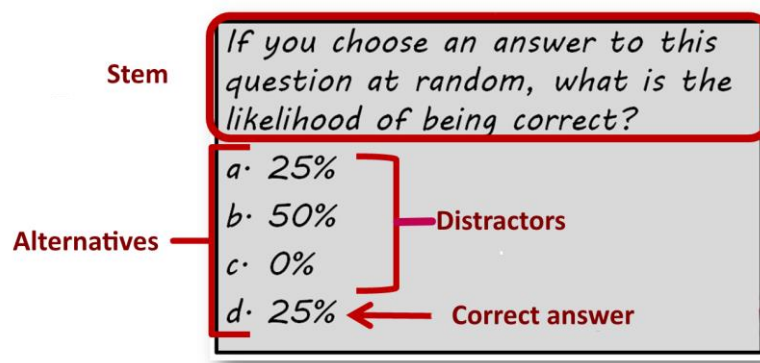 If you choose an answer to this
Stem
question at random, what is the
likelihood of being correct?
a. 25%
b. 50%
Distractors
Alternatives
c. 0%
d. 25%
Correct answer